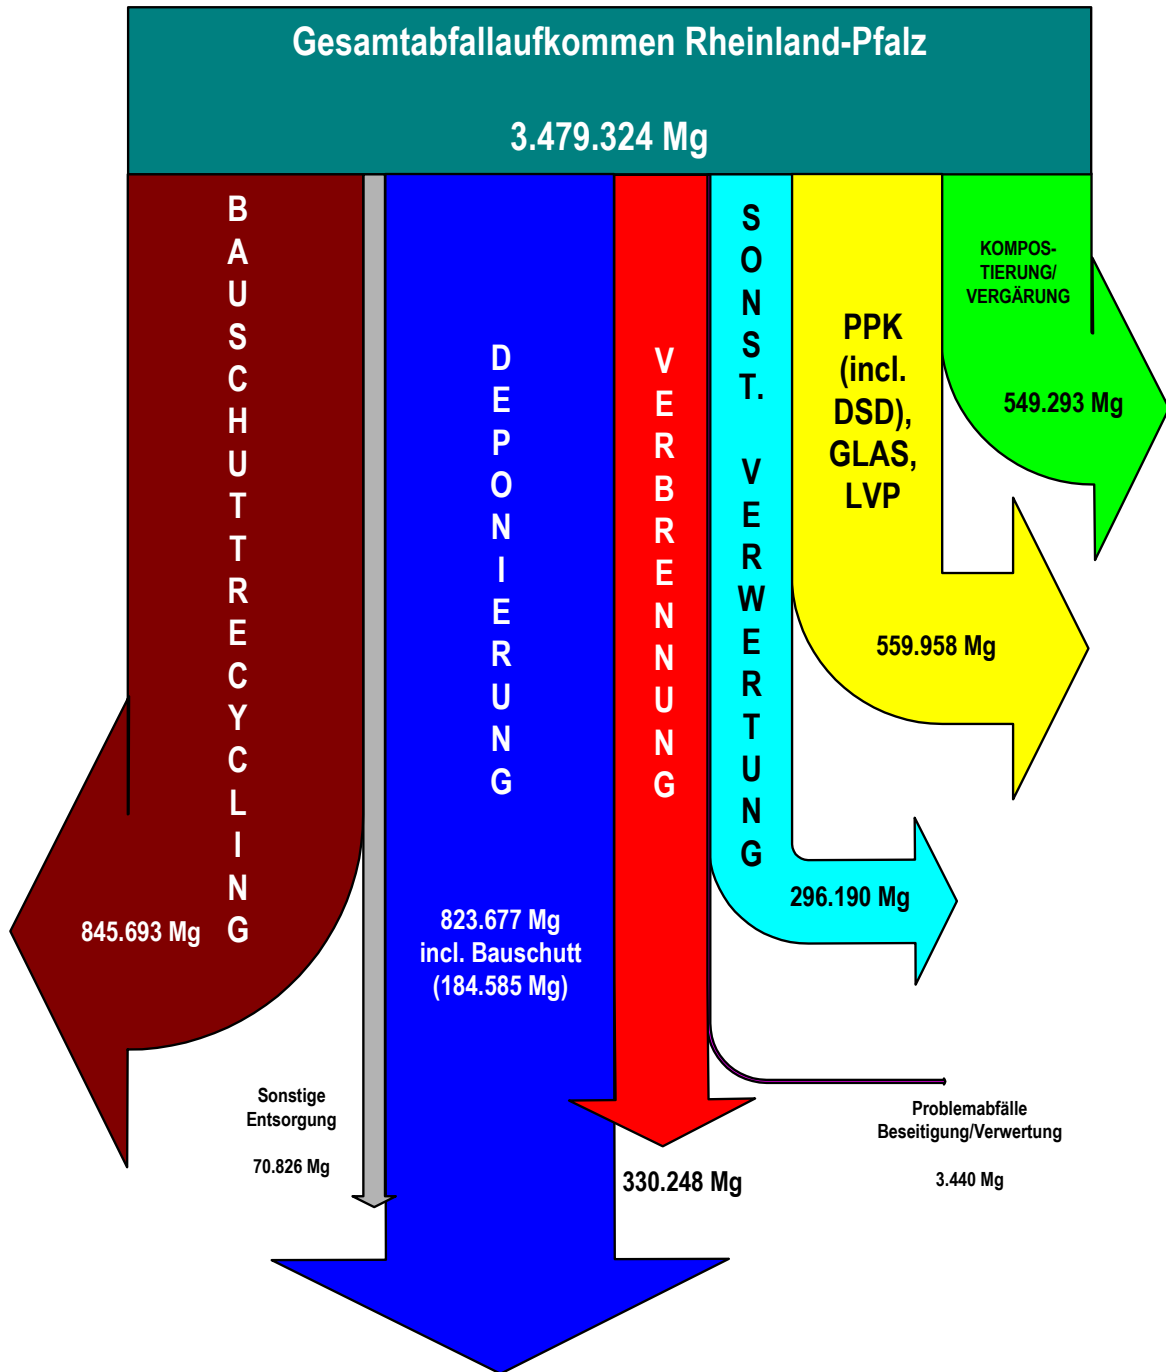 Gesamtabfallaufkommen Rheinland-Pfalz
3.479.324 Mg
BAUSCHUTTRECYCLING
845.693 Mg
Sonstige
Entsorgung
70.826 Mg
DEPONIERUNG
823.677 Mg
incl. Bauschutt
(184.585 Mg)
VERBRENNUNG
330.248 Mg
SONST. VERWERTUNG
296.190 Mg
Problemabfälle
Beseitigung/Verwertung
3.440 Mg
PPK
(incl.
DSD),
GLAS,
LVP
559.958 Mg
KOMPOS-
TIERUNG/
VERGÄRUNG
549.293 Mg